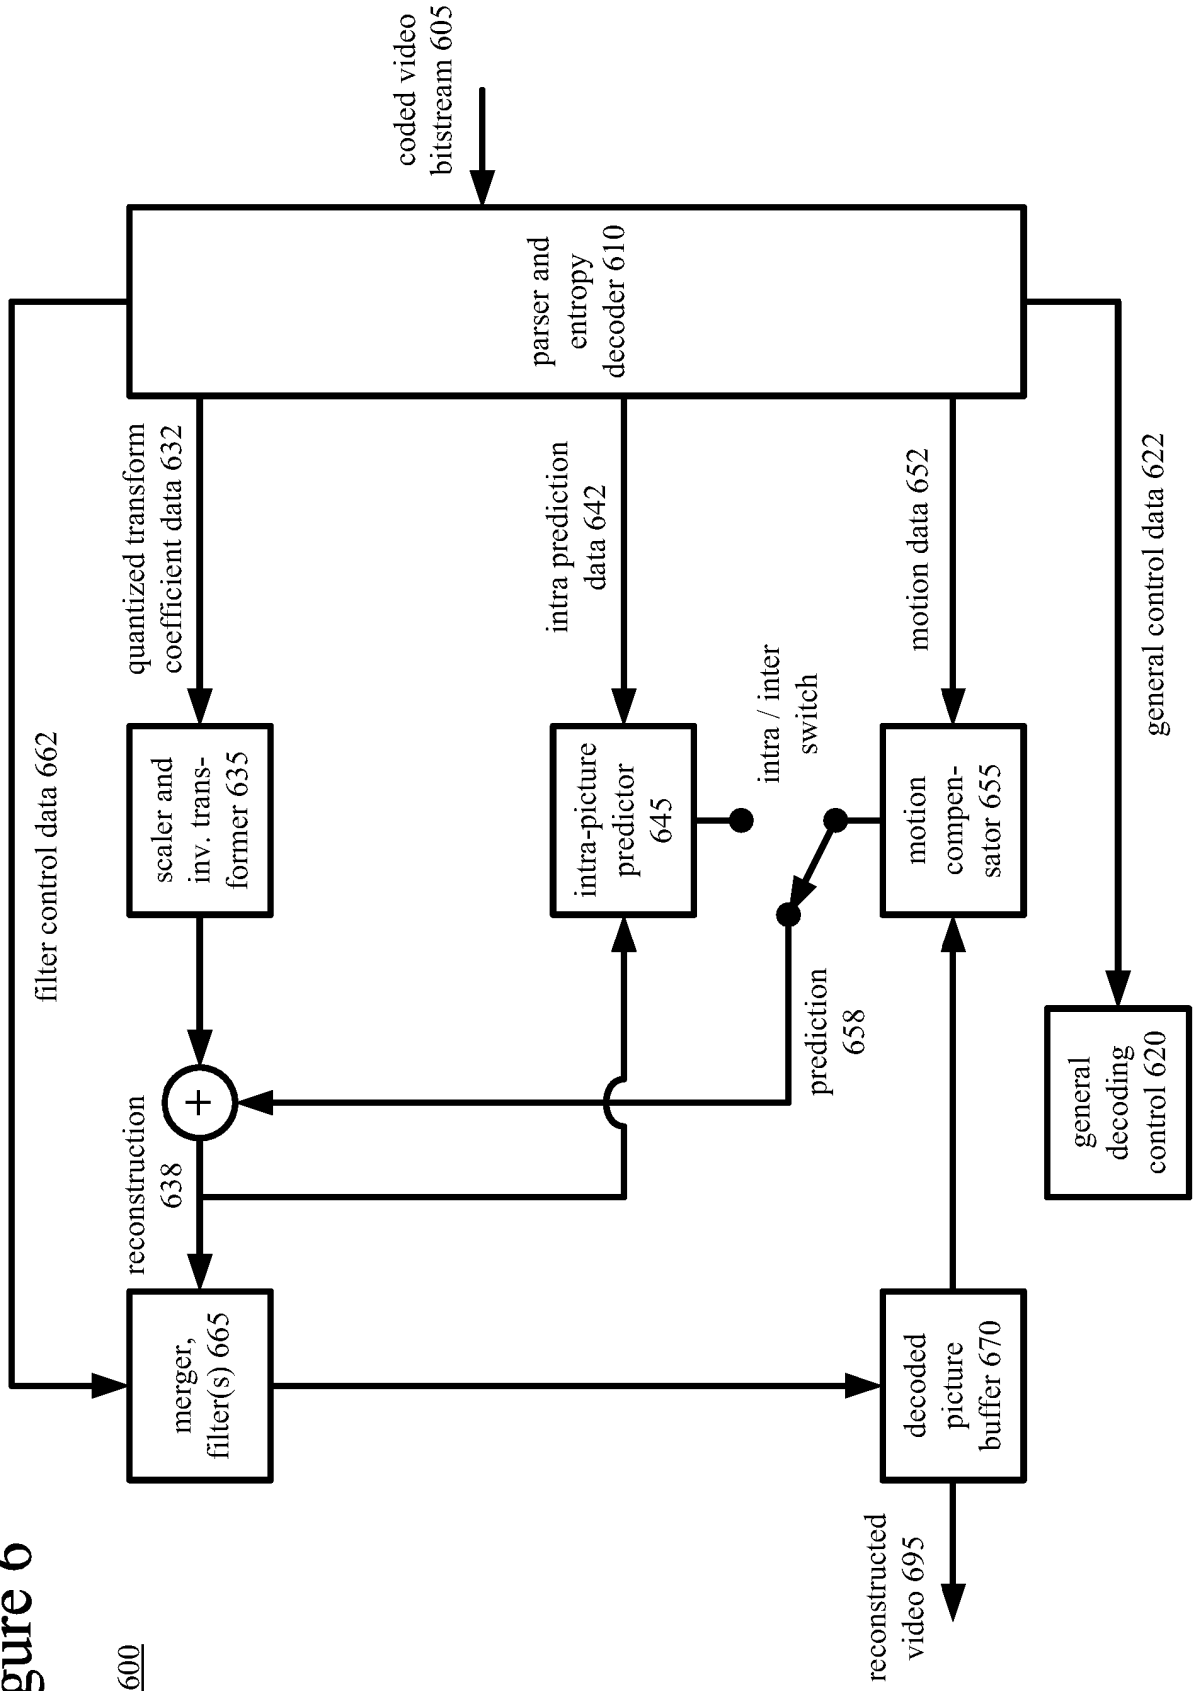 gure 6
600
coded video
bitstream 605
parser and
entropy
decoder 610
filter control data 662
quantized transform
coefficient data 632
intra prediction
data 642
motion data 652
general control data 622
scaler and
inv. trans-
former 635
intra-picture
predictor
645
intra / inter
switch
motion
compen-
sator 655
+
reconstruction
638
prediction
658
general
decoding
control 620
merger,
filter(s) 665
decoded
picture
buffer 670
reconstructed
video 695